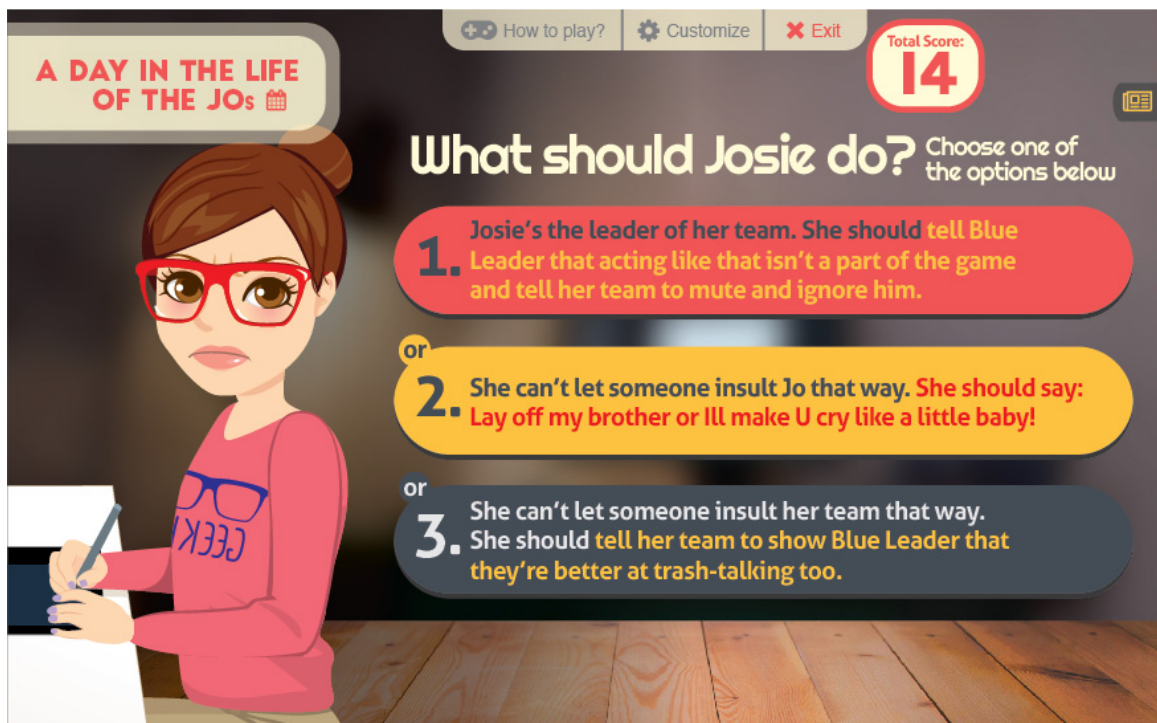 How to play?
Customize
Exit
Total Score:
14
A DAY IN THE LIFE
OF THE JOs
What should Josie do?
Choose one of
the options below
1.
Josie's the leader of her team. She should tell Blue
Leader that acting like that isn't a part of the game
and tell her team to mute and ignore him.
or
2.
She can't let someone insult Jo that way. She should say:
Lay off my brother or Ill make U cry like a little baby!
or
3.
She can't let someone insult her team that way.
She should tell her team to show Blue Leader that
they're better at trash-talking too.
GEEK